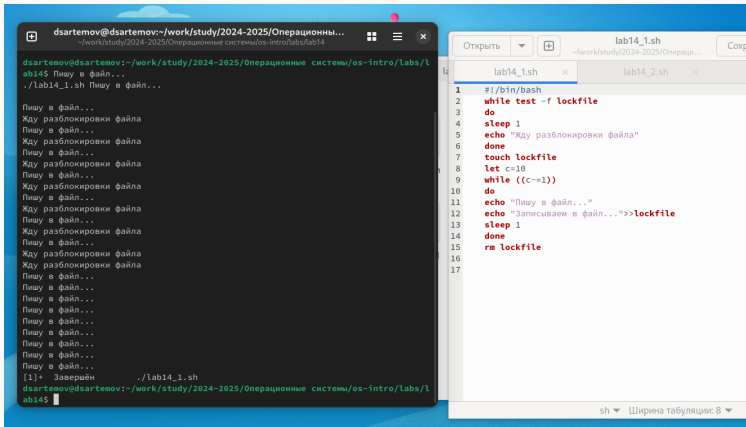 dsartemov@dsartemov:~/work/study/2024-2025/Операционны...
~/work/study/2024-2025/Операционные системы/os-intro/labs/lab14
dsartemov@dsartemov:~/work/study/2024-2025/Операционные системы/os-intro/labs/l
ab14$ Пишу в файл...
./lab14_1.sh Пишу в файл...
Пишу в файл...
Жду разблокировки файла
Пишу в файл...
Жду разблокировки файла
Пишу в файл...
Жду разблокировки файла
Пишу в файл...
Жду разблокировки файла
Пишу в файл...
Жду разблокировки файла
Пишу в файл...
Жду разблокировки файла
Пишу в файл...
Жду разблокировки файла
Жду разблокировки файла
Пишу в файл...
Пишу в файл...
Пишу в файл...
Пишу в файл...
Пишу в файл...
Пишу в файл...
Пишу в файл...
Пишу в файл...
Пишу в файл...
[1]+ Завершён ./lab14_1.sh
dsartemov@dsartemov:~/work/study/2024-2025/Операционные системы/os-intro/labs/l
ab14$
Открыть
lab14_1.sh
~/work/study/2024-2025/Операци...
Сохр
lab14_1.sh
lab14_2.sh
1 #!/bin/bash
2 while test -f lockfile
3 do
4 sleep 1
5 echo "Жду разблокировки файла"
6 done
7 touch lockfile
8 let c=10
9 while ((c-=1))
10 do
11 echo "Пишу в файл..."
12 echo "Записываем в файл...">>lockfile
13 sleep 1
14 done
15 rm lockfile
16
17
sh
Ширина табуляции: 8